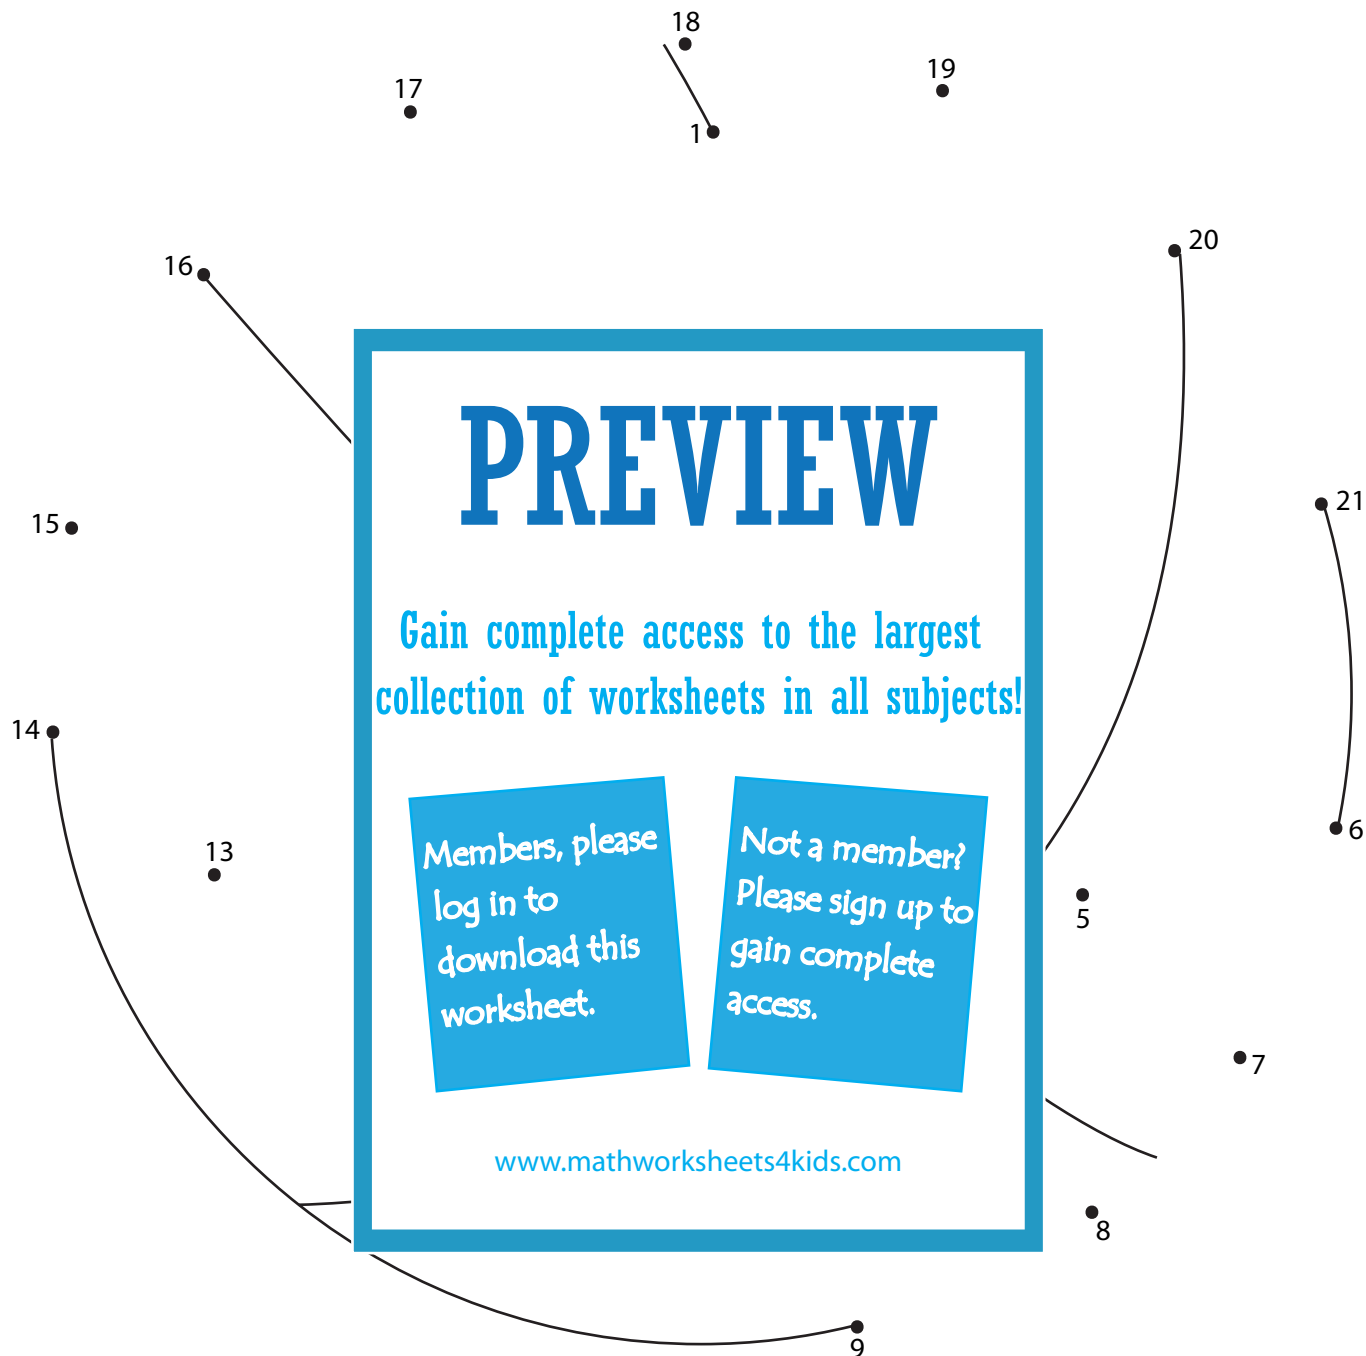 18
17
19
1
20
16
PREVIEW
21
15
Gain complete access to the largest
collection of worksheets in all subjects!
14
Members, please
log in to
download this
worksheet.
Not a member?
Please sign up to
gain complete
access.
6
13
5
7
www.mathworksheets4kids.com
8
9